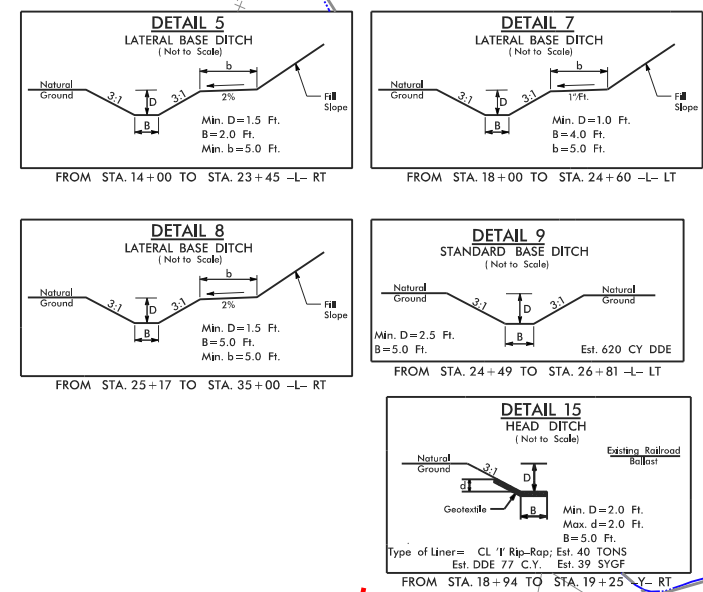 DETAIL 5
LATERAL BASE DITCH
( Not to Scale)
b
Natural
Ground
3:1
D
3:1
2%
Fill
Slope
B
Min. D=1.5 Ft.
B=2.0 Ft.
Min. b=5.0 Ft.
FROM STA. 14+00 TO STA. 23+45 -L- RT
DETAIL 7
LATERAL BASE DITCH
( Not to Scale)
b
Natural
Ground
3:1
D
3:1
1"/Ft.
Fill
Slope
B
Min. D=1.0 Ft.
B=4.0 Ft.
b=5.0 Ft.
FROM STA. 18+00 TO STA. 24+60 -L- LT
DETAIL 8
LATERAL BASE DITCH
( Not to Scale)
b
Natural
Ground
3:1
D
3:1
2%
Fill
Slope
B
Min. D=1.5 Ft.
B=5.0 Ft.
Min. b=5.0 Ft.
FROM STA. 25+17 TO STA. 35+00 -L- RT
DETAIL 9
STANDARD BASE DITCH
( Not to Scale)
Natural
Ground
3:1
D
3:1
Natural
Ground
B
Min. D=2.5 Ft.
B=5.0 Ft.
Est. 620 CY DDE
FROM STA. 24+49 TO STA. 26+81 -L- LT
DETAIL 15
HEAD DITCH
( Not to Scale)
Natural
Ground
3:1
D
d
Existing Railroad
Ballast
Geotextile
B
Min. D=2.0 Ft.
Max. d=2.0 Ft.
B=5.0 Ft.
Type of Liner= CL 'I' Rip-Rap; Est. 40 TONS
Est. DDE 77 C.Y. Est. 39 SYGF
FROM STA. 18+94 TO STA. 19+25 -Y- RT